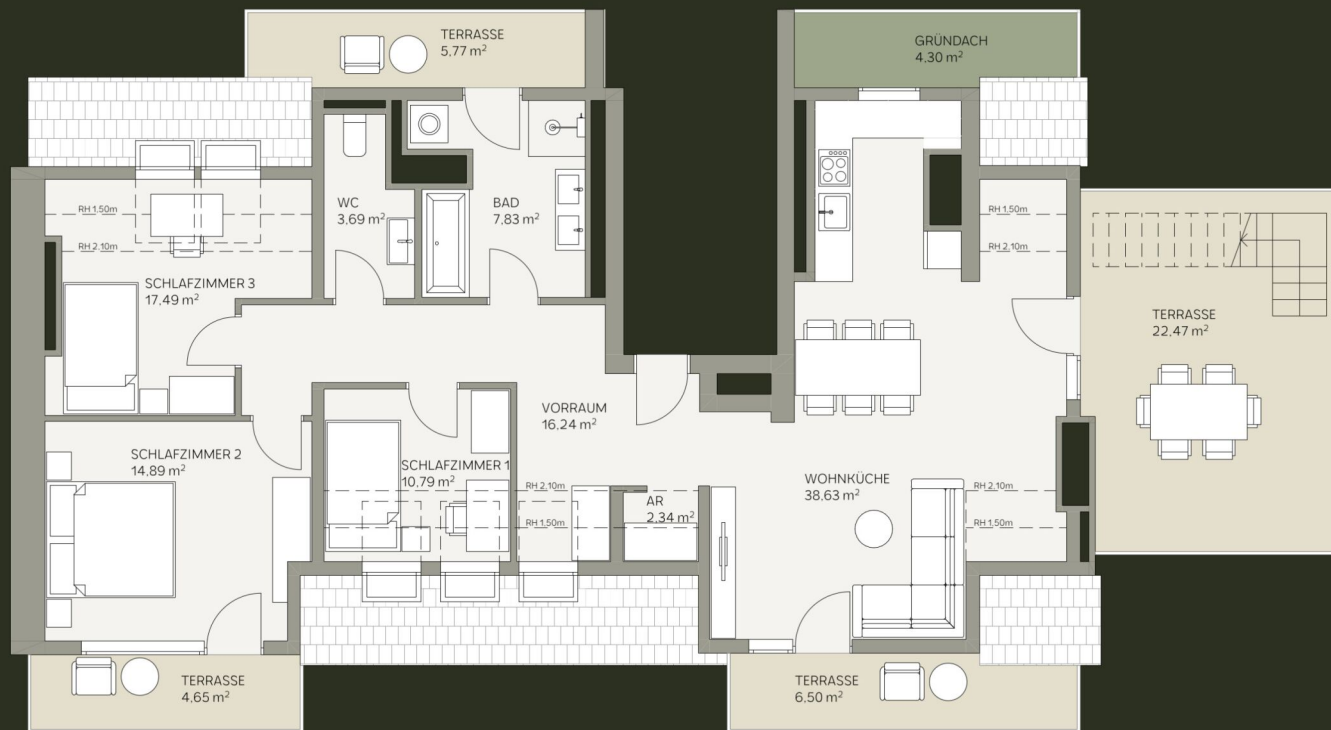 TERRASSE
5,77 m²
GRÜNDACH
4,30 m²
WC
3,69 m²
BAD
7,83 m²
RH 1,50m
RH 2,10m
SCHLAFZIMMER 3
17,49 m²
RH 1,50m
RH 2,10m
TERRASSE
22,47 m²
VORRAUM
16,24 m²
SCHLAFZIMMER 2
14,89 m²
SCHLAFZIMMER 1
10,79 m²
RH 2,10m
RH 1,50m
AR
2,34 m²
WOHNKÜCHE
38,63 m²
RH 2,10m
RH 1,50m
TERRASSE
4,65 m²
TERRASSE
6,50 m²